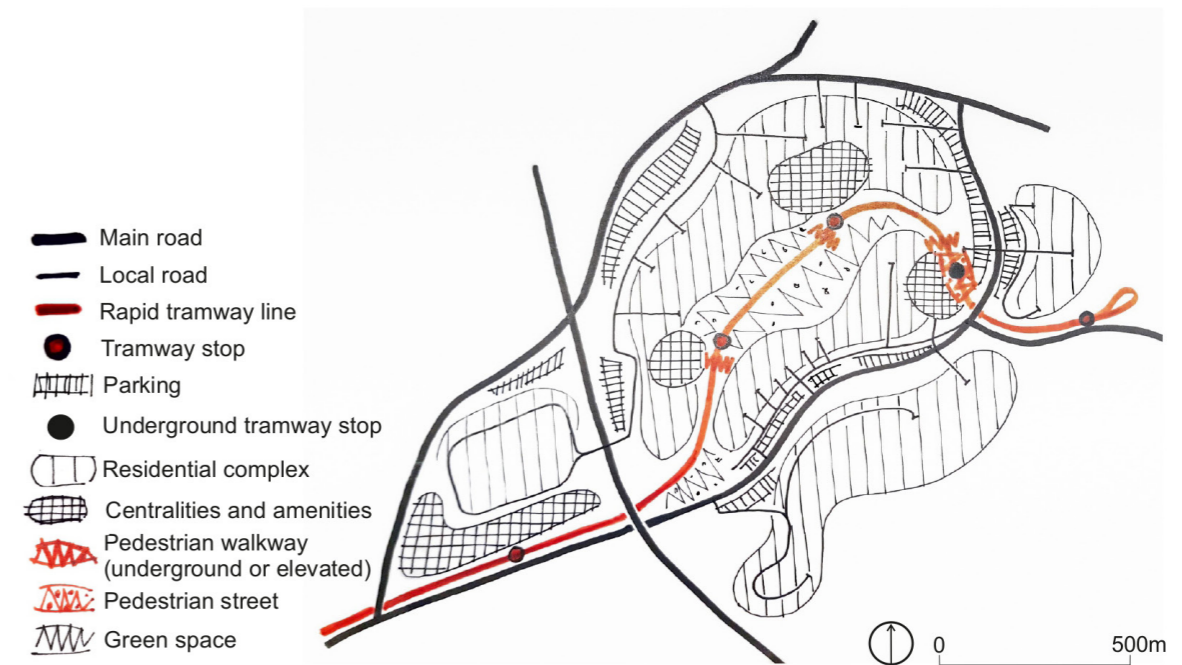 Main road
Local road
Rapid tramway line
Tramway stop
Parking
Underground tramway stop
Residential complex
Centralities and amenities
Pedestrian walkway
(underground or elevated)
Pedestrian street
Green space
0 500m